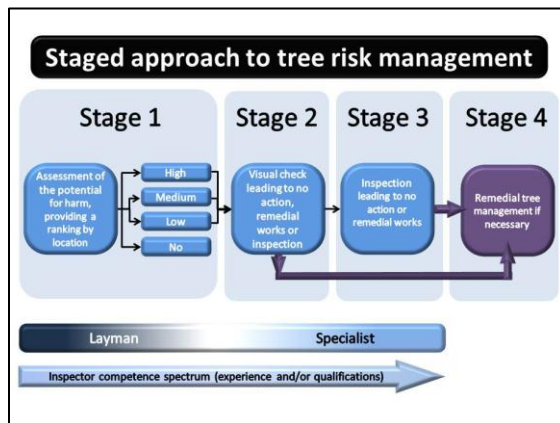 Staged approach to tree risk management
Stage 1
Stage 2
Stage 3
Stage 4
Assessment of
the potential
for harm,
providing a
ranking by
location
High
Medium
Low
No
Visual check
leading to no
action,
remedial
works or
inspection
Inspection
leading to no
action or
remedial works
Remedial tree
management if
necessary
Layman
Specialist
Inspector competence spectrum (experience and/or qualifications)